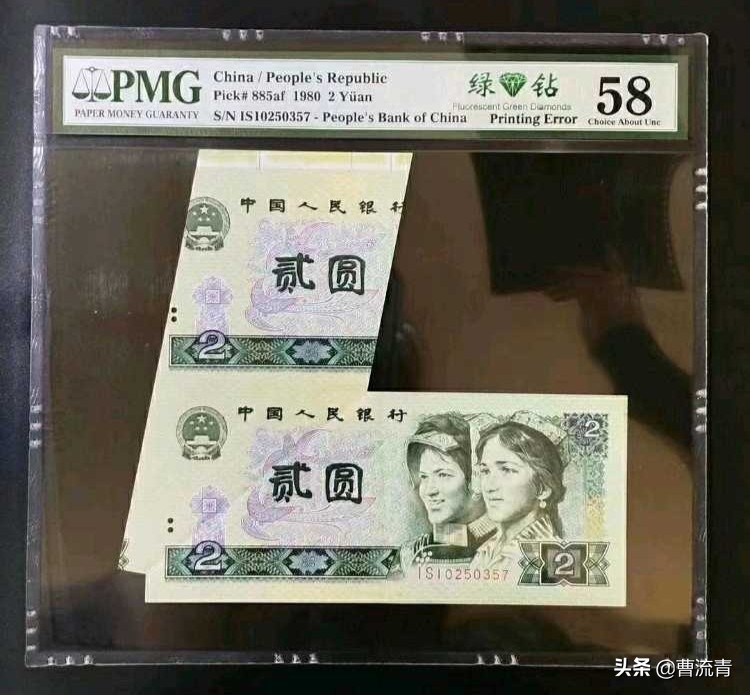 PMG
PAPER MONEY GUARANTY
China / People's Republic
Pick# 885af 1980 2 Yüan
S/N IS10250357 - People's Bank of China
绿 钻
Fluorescent Green Diamonds
Printing Error
58
Choice About Unc
中国人民银行
贰圆
2
中国人民银行
贰圆
2
2
IS10250357
2
头条 @曹流青